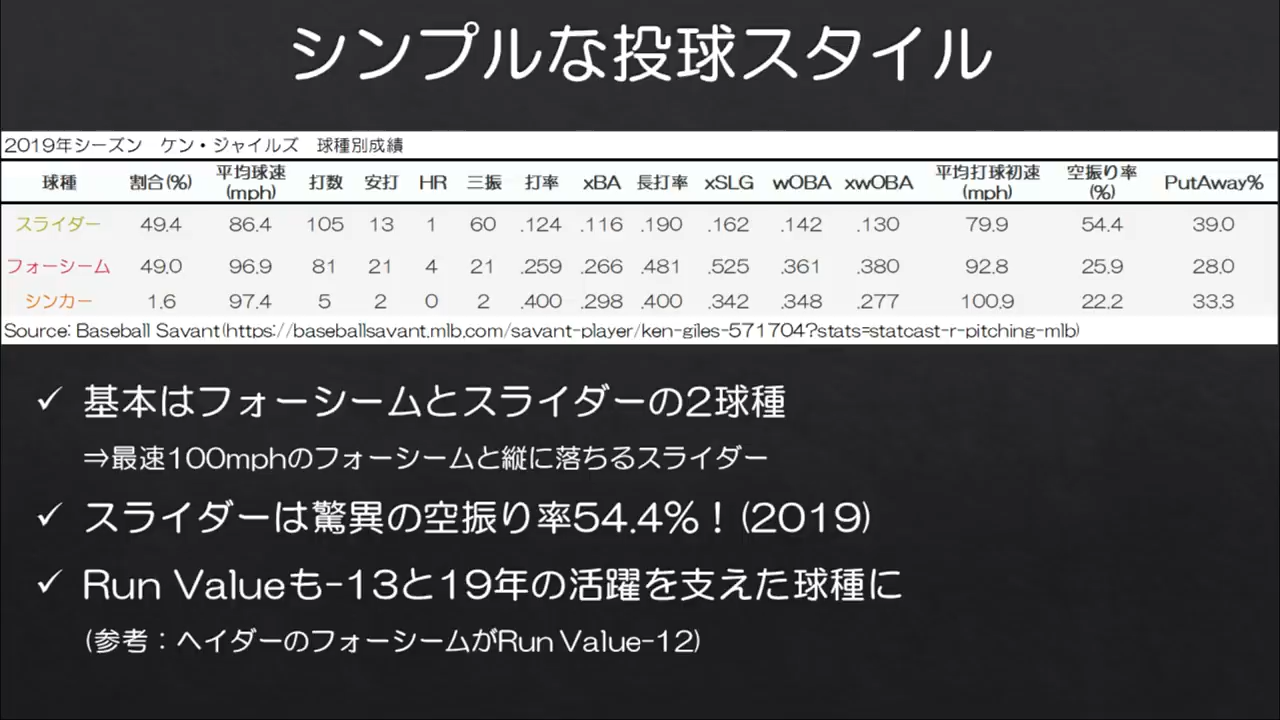 シンプルな投球スタイル
2019年シーズン　ケン・ジャイルズ　球種別成績
球種 割合(%) 平均球速(mph) 打数 安打 HR 三振 打率 xBA 長打率 xSLG wOBA xwOBA 平均打球初速(mph) 空振り率(%) PutAway%
スライダー 49.4 86.4 105 13 1 60 .124 .116 .190 .162 .142 .130 79.9 54.4 39.0
フォーシーム 49.0 96.9 81 21 4 21 .259 .266 .481 .525 .361 .380 92.8 25.9 28.0
シンカー 1.6 97.4 5 2 0 2 .400 .298 .400 .342 .348 .277 100.9 22.2 33.3
Source: Baseball Savant(https://baseballsavant.mlb.com/savant-player/ken-giles-571704?stats=statcast-r-pitching-mlb)
✓ 基本はフォーシームとスライダーの2球種
⇒最速100mphのフォーシームと縦に落ちるスライダー
✓ スライダーは驚異の空振り率54.4%！(2019)
✓ Run Valueも-13と19年の活躍を支えた球種に
(参考：ヘイダーのフォーシームがRun Value-12)